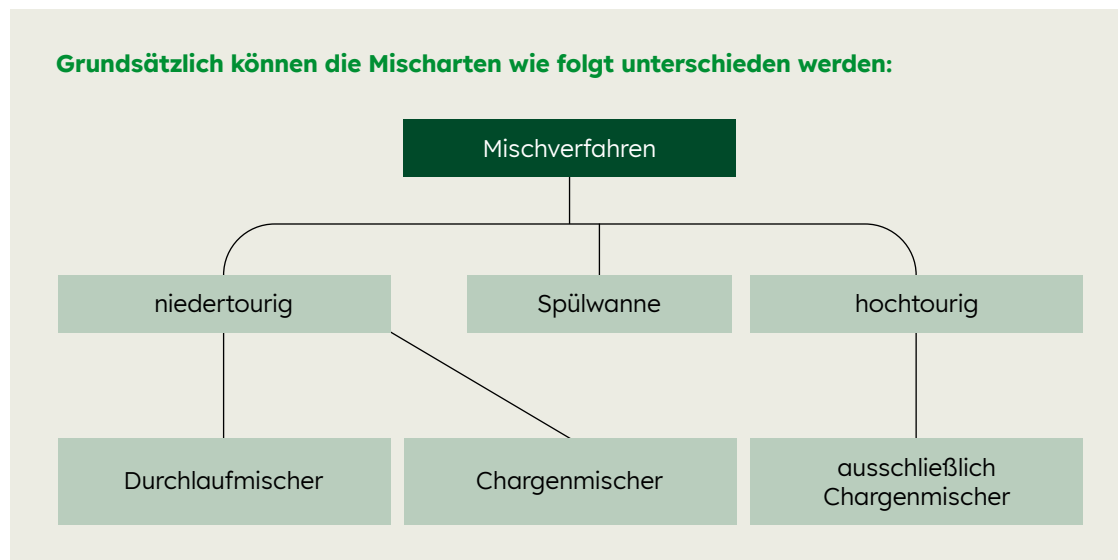 Grundsätzlich können die Mischarten wie folgt unterschieden werden:
Mischverfahren
niedertourig
Spülwanne
hochtourig
Durchlaufmischer
Chargenmischer
ausschließlich
Chargenmischer